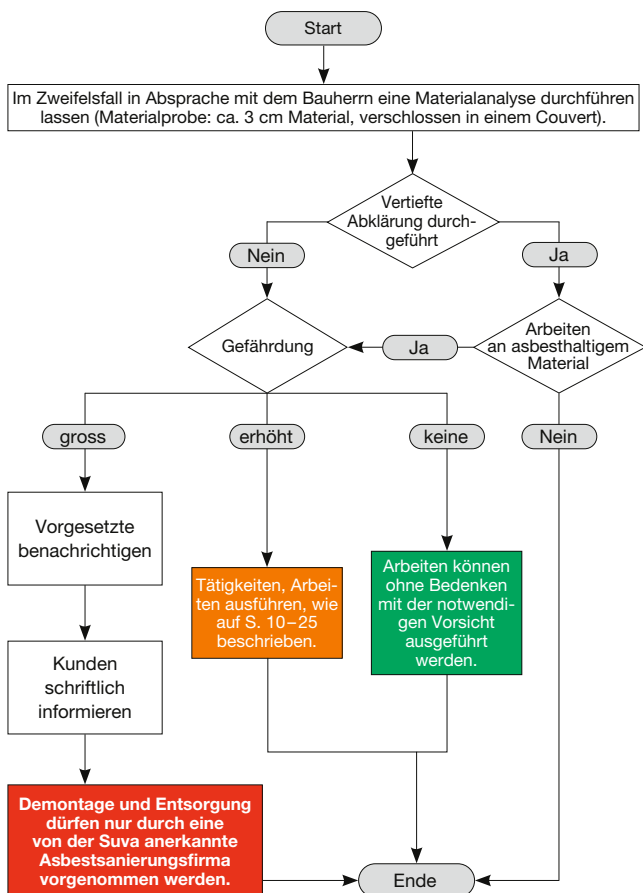 Start
Im Zweifelsfall in Absprache mit dem Bauherrn eine Materialanalyse durchführen
lassen (Materialprobe: ca. 3 cm Material, verschlossen in einem Couvert).
Vertiefte
Abklärung durch-
geführt
Nein
Ja
Gefährdung
Ja
Arbeiten
an asbesthaltigem
Material
gross
erhöht
keine
Nein
Vorgesetzte
benachrichtigen
Tätigkeiten, Arbei-
ten ausführen, wie
auf S. 10–25
beschrieben.
Arbeiten können
ohne Bedenken
mit der notwendi-
gen Vorsicht
ausgeführt
werden.
Kunden
schriftlich
informieren
Demontage und Entsorgung
dürfen nur durch eine
von der Suva anerkannte
Asbestsanierungsfirma
vorgenommen werden.
Ende